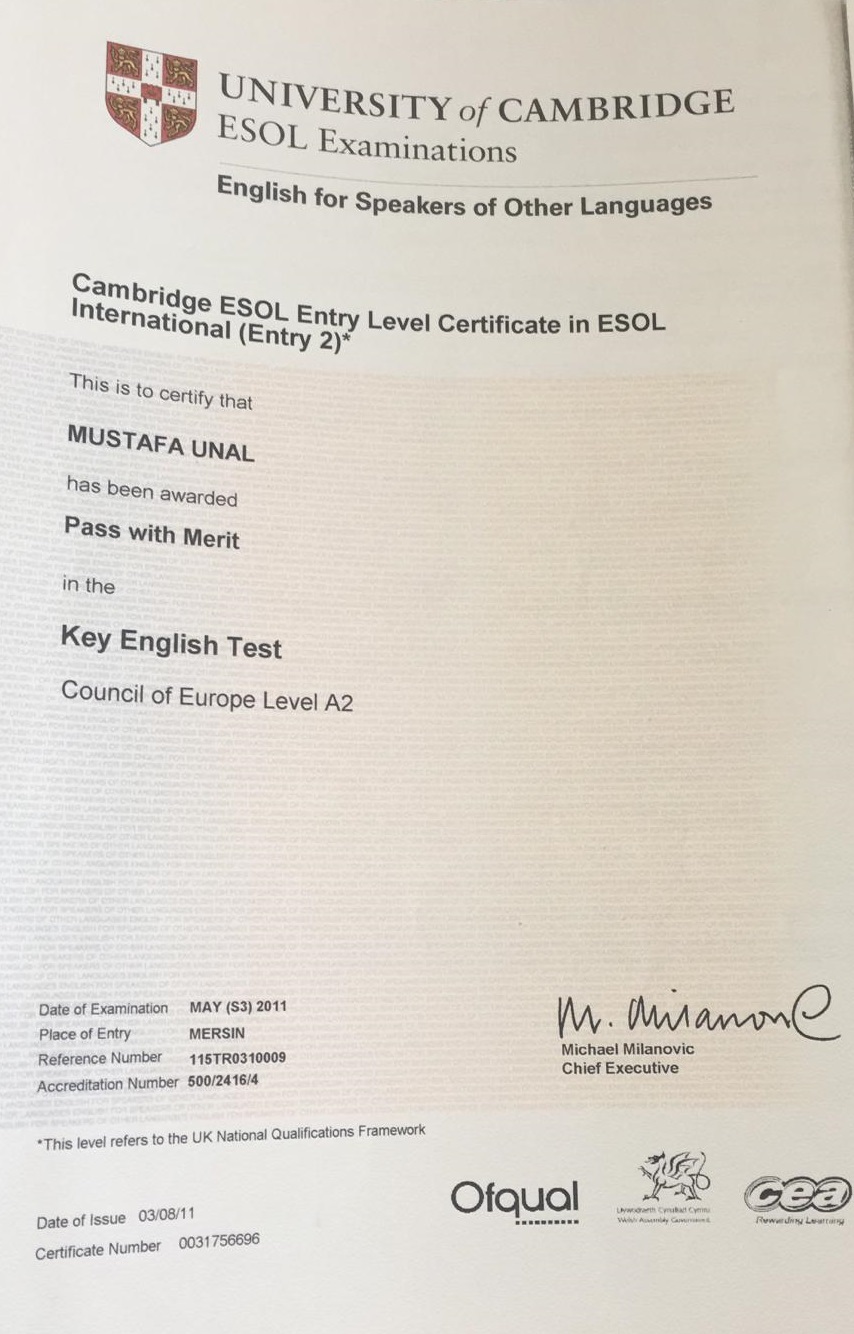 UNIVERSITY of CAMBRIDGE
ESOL Examinations
English for Speakers of Other Languages
Cambridge ESOL Entry Level Certificate in ESOL
International (Entry 2)*
This is to certify that
MUSTAFA UNAL
has been awarded
Pass with Merit
in the
Key English Test
Council of Europe Level A2
Date of Examination MAY (S3) 2011
Place of Entry MERSIN
Reference Number 115TR0310009
Accreditation Number 500/2416/4
M. Milanovic
Michael Milanovic
Chief Executive
*This level refers to the UK National Qualifications Framework
Ofqual
Welsh Assembly Government
cea
Rewarding Learning
Date of Issue 03/08/11
Certificate Number 0031756696